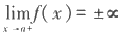 lim f(x) = ±∞
x→a+